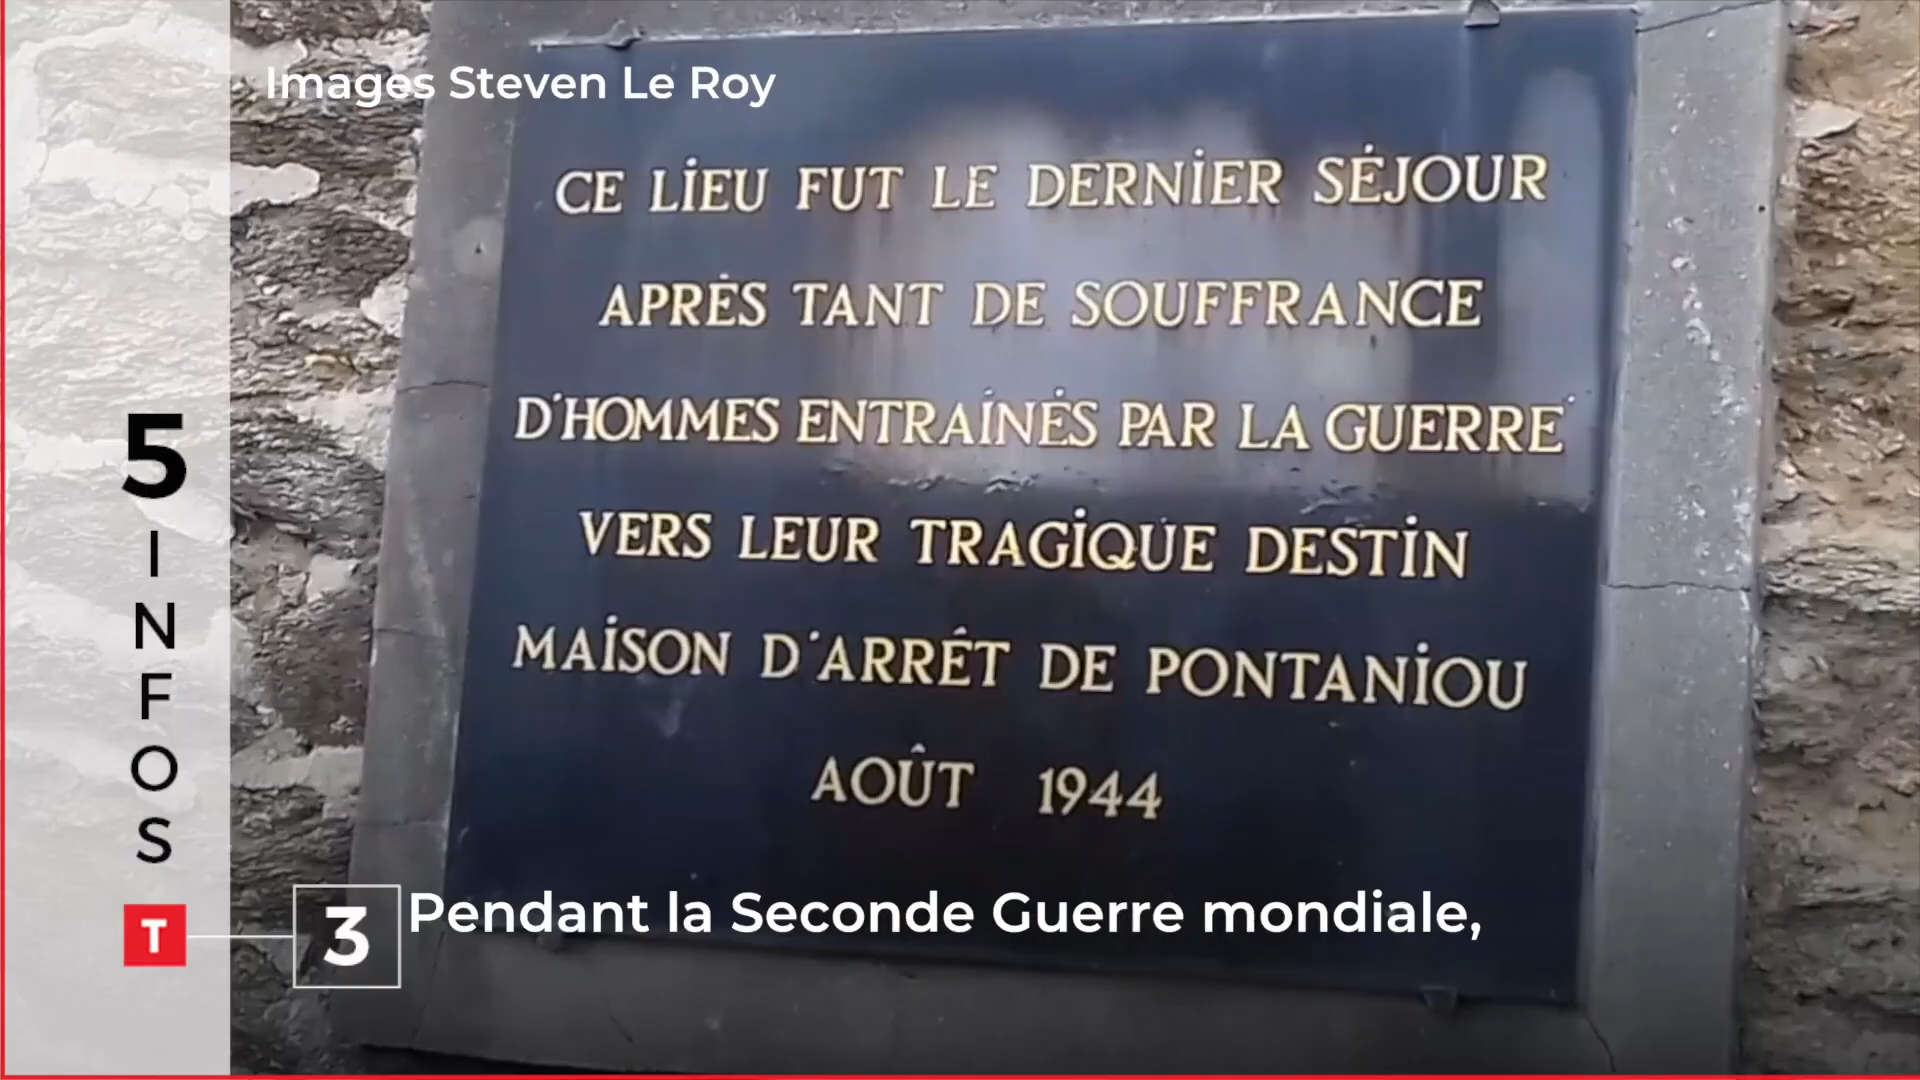 Images Steven Le Roy
CE LIEU FUT LE DERNIER SÉJOUR
APRÈS TANT DE SOUFFRANCE
D'HOMMES ENTRAINÉS PAR LA GUERRE
VERS LEUR TRAGIQUE DESTIN
MAISON D'ARRÊT DE PONTANIOU
AOÛT 1944
5
INFOS
T
3
Pendant la Seconde Guerre mondiale,